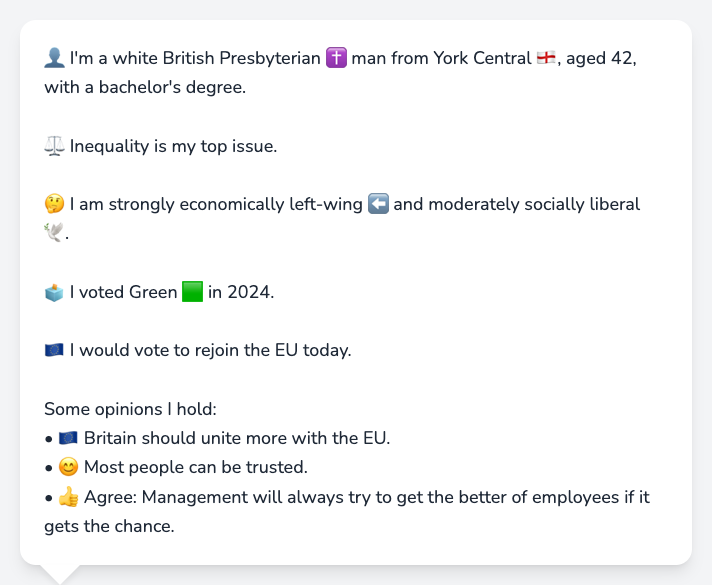 👤 I'm a white British Presbyterian ✝️ man from York Central 🏴󠁧󠁢󠁥󠁮󠁧󠁿, aged 42,
with a bachelor's degree.
⚖️ Inequality is my top issue.
🤔 I am strongly economically left-wing ⬅️ and moderately socially liberal
🕊️.
🗳️ I voted Green 🟩 in 2024.
🇪🇺 I would vote to rejoin the EU today.
Some opinions I hold:
• 🇪🇺 Britain should unite more with the EU.
• 😊 Most people can be trusted.
• 👍 Agree: Management will always try to get the better of employees if it
gets the chance.